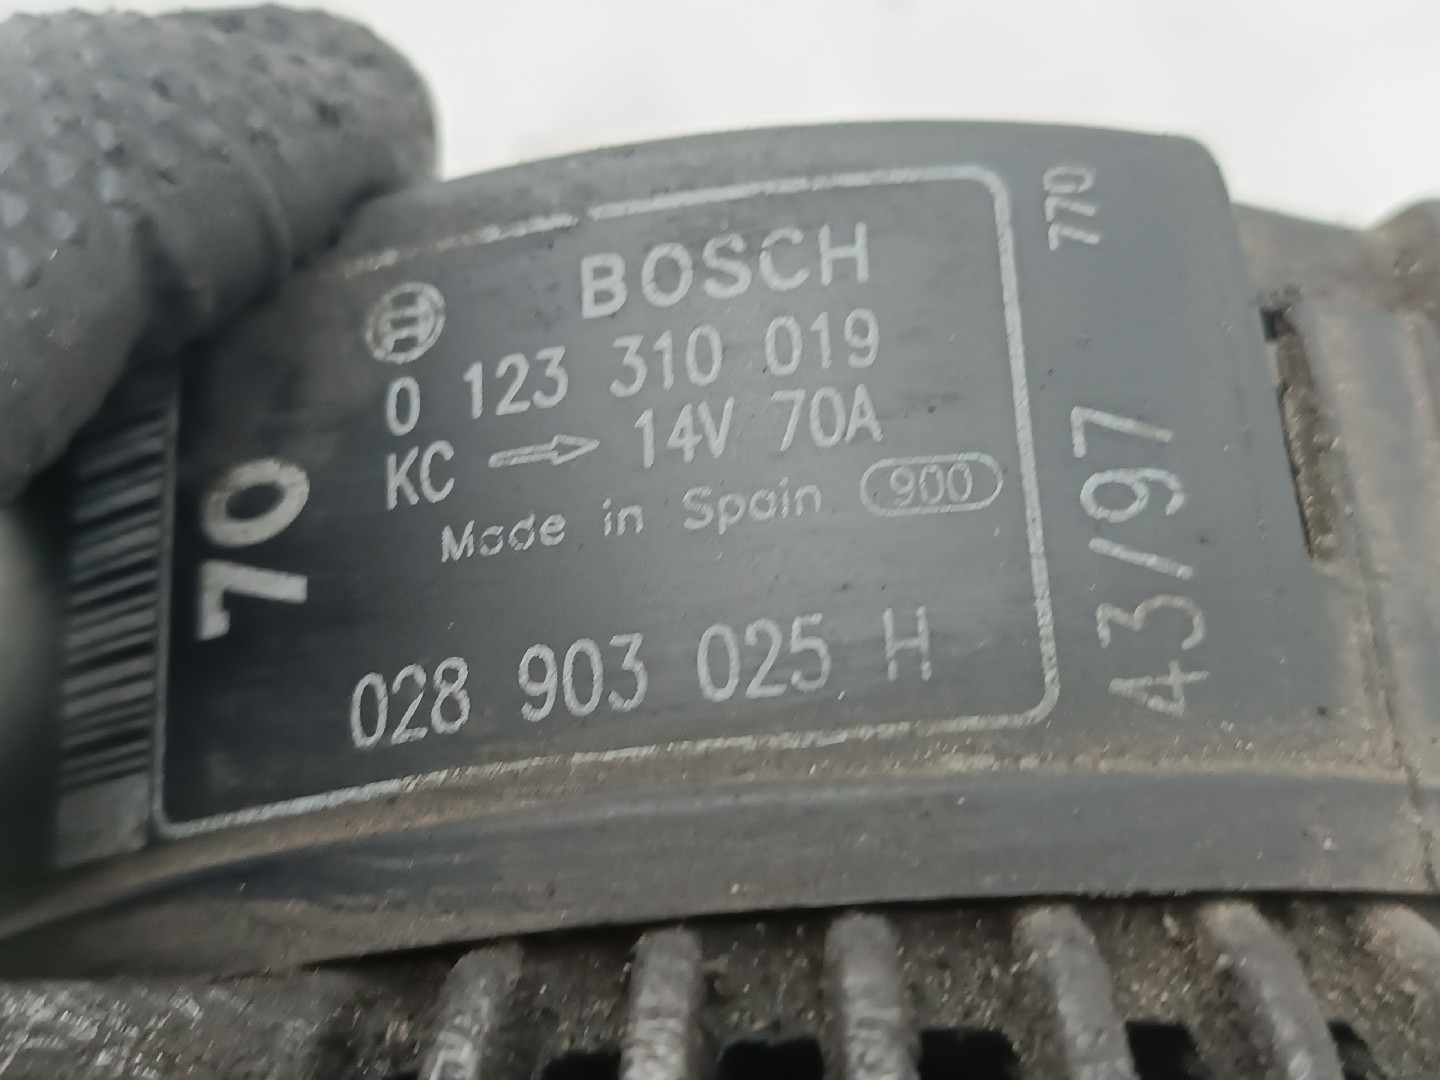 BOSCH
0 123 310 019
KC → 14V 70A
Made in Spain 900
028 903 025 H
70
770
43/97